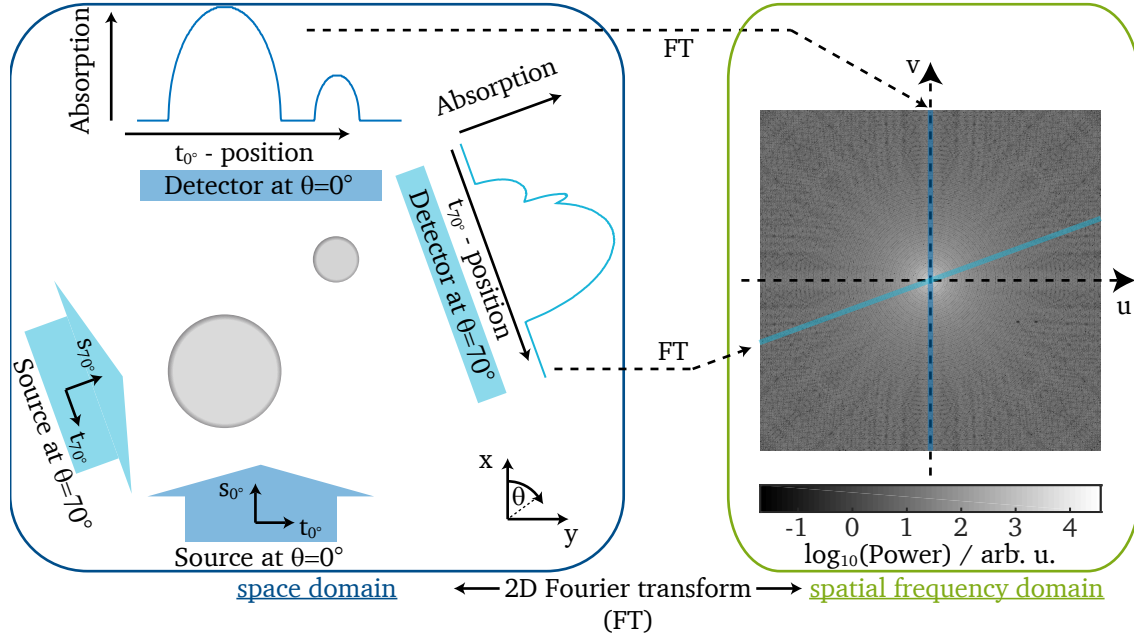 Absorption
t0° - position
Detector at θ=0°
Absorption
t70° - position
Detector at θ=70°
s70°
t70°
Source at θ=70°
s0°
t0°
Source at θ=0°
x
θ
y
FT
FT
v
u
-1 0 1 2 3 4
log10(Power) / arb. u.
space domain
2D Fourier transform
(FT)
spatial frequency domain